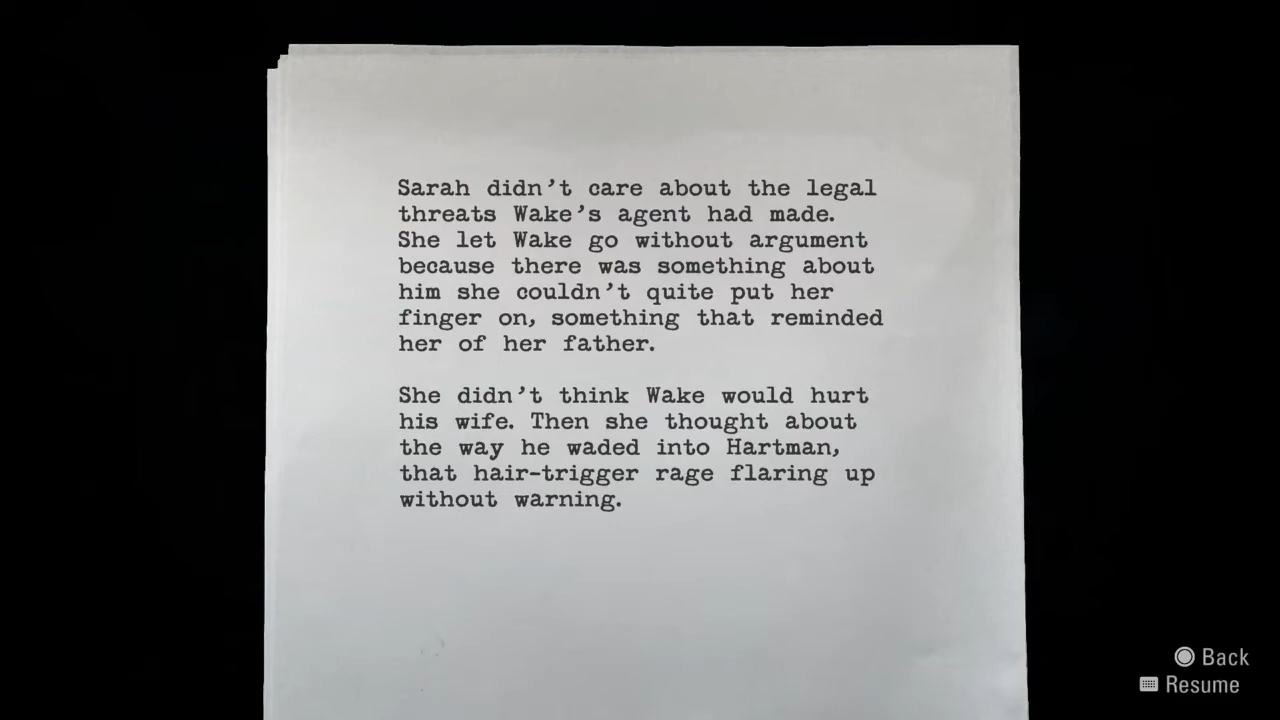 Sarah didn't care about the legal
threats Wake's agent had made.
She let Wake go without argument
because there was something about
him she couldn't quite put her
finger on, something that reminded
her of her father.
She didn't think Wake would hurt
his wife. Then she thought about
the way he waded into Hartman,
that hair-trigger rage flaring up
without warning.
Back
Resume